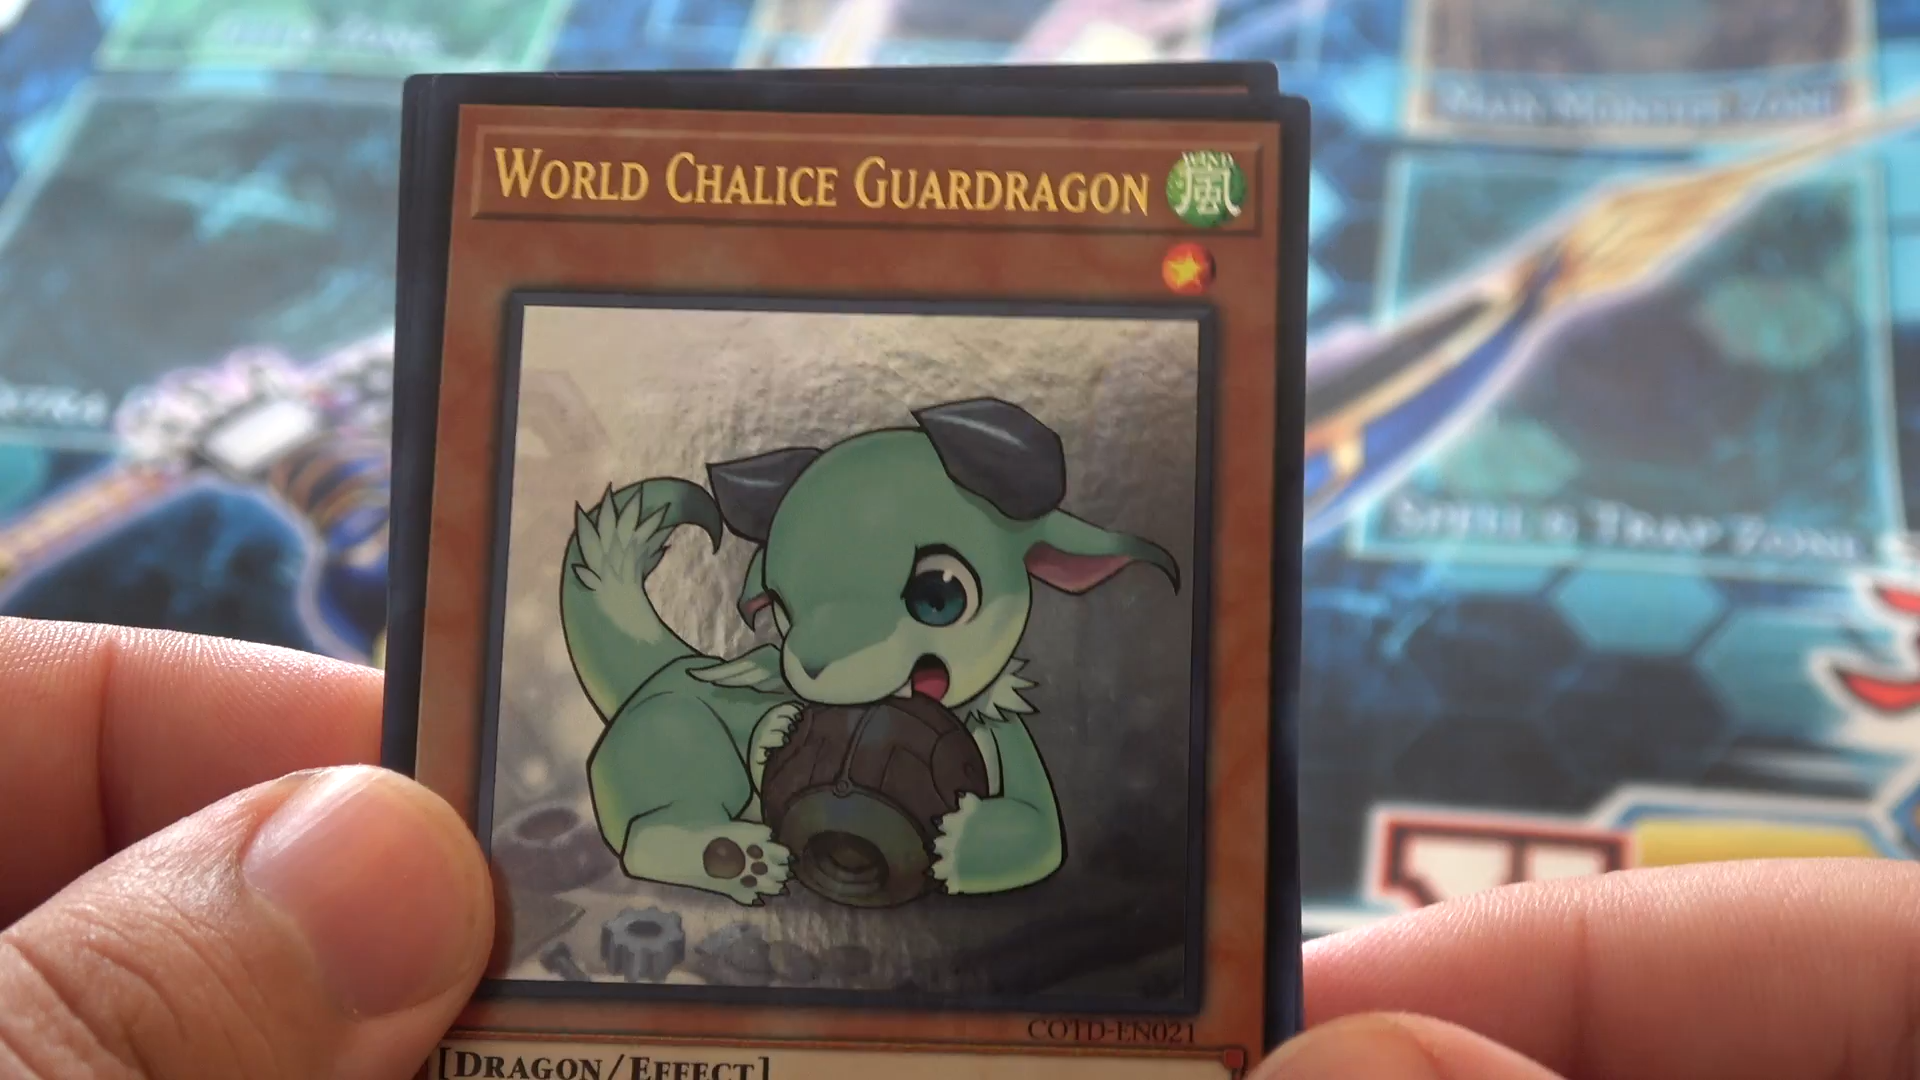 MAIN MONSTER ZONE
WORLD CHALICE GUARDRAGON
WIND
風
SPELL & TRAP ZONE
COTD-EN021
[DRAGON/EFFECT]